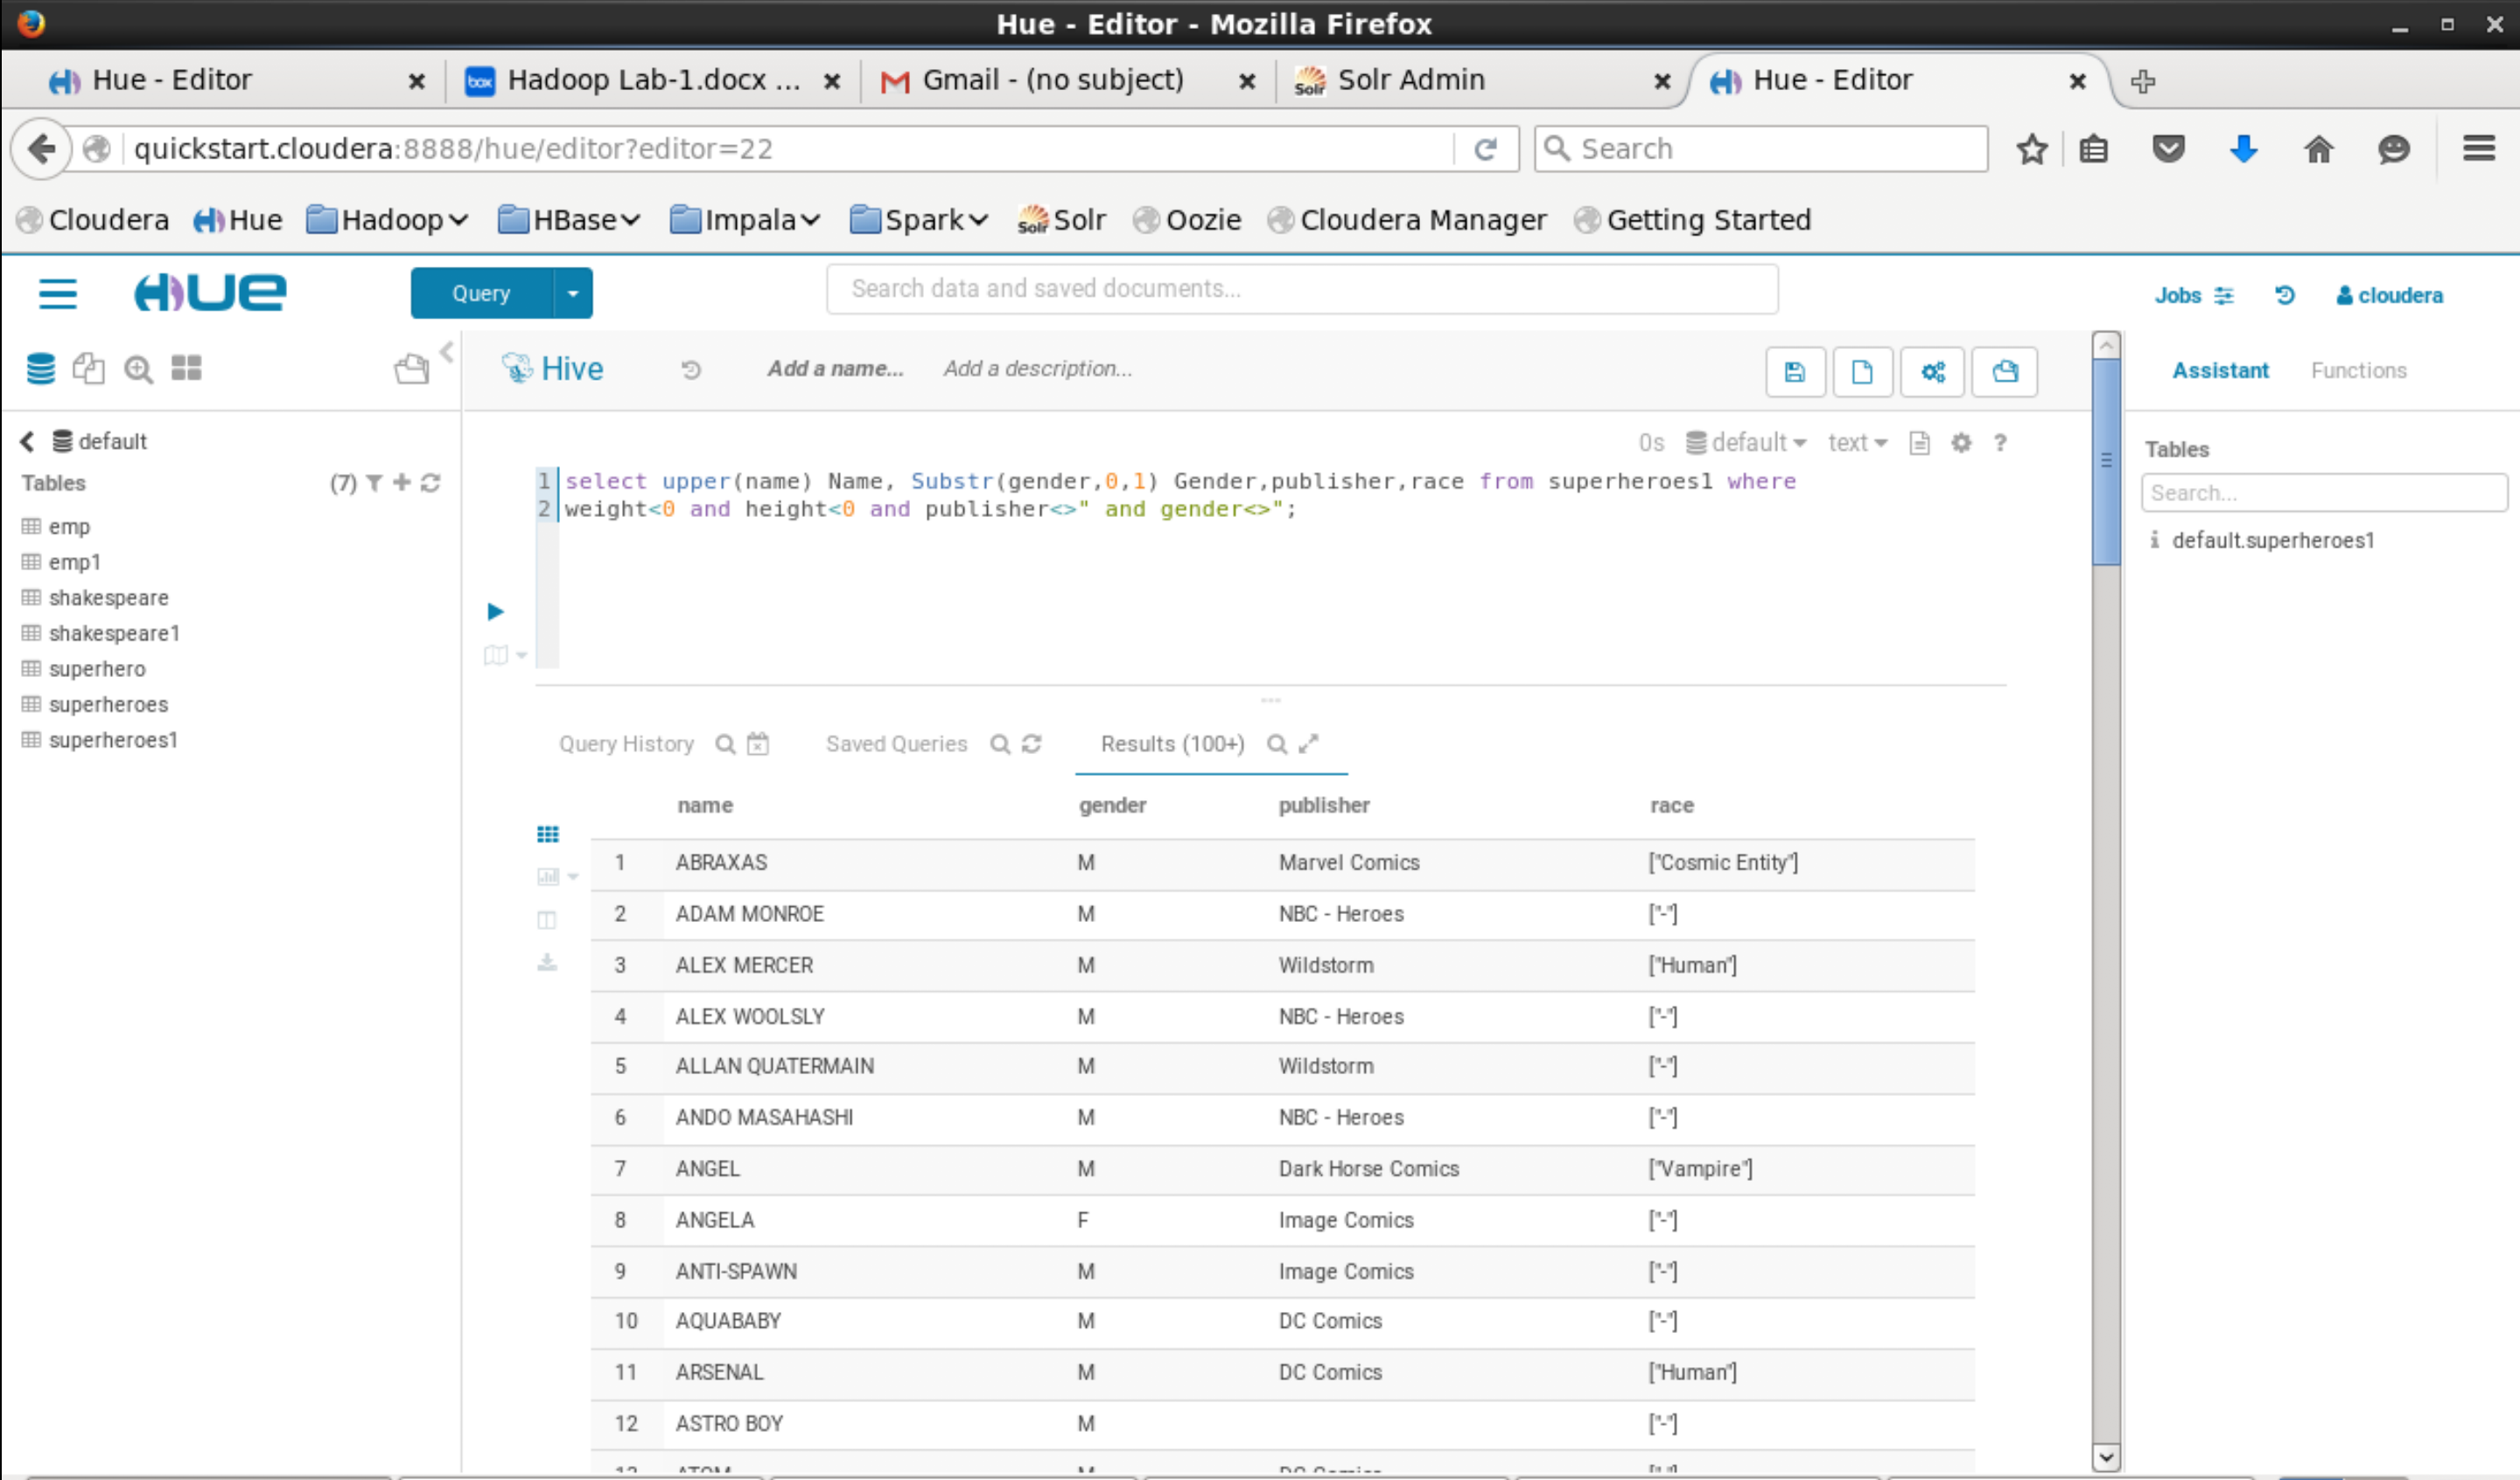 Hue - Editor - Mozilla Firefox
Hue - Editor
Hadoop Lab-1.docx ...
Gmail - (no subject)
Solr Admin
Hue - Editor
quickstart.cloudera:8888/hue/editor?editor=22
Search
Cloudera
Hue
Hadoop
HBase
Impala
Spark
Solr
Oozie
Cloudera Manager
Getting Started
HUE
Query
Search data and saved documents...
Jobs
cloudera
Hive
Add a name...
Add a description...
Assistant
Functions
default
Tables
(7)
emp
emp1
shakespeare
shakespeare1
superhero
superheroes
superheroes1
0s
default
text
?
1 select upper(name) Name, Substr(gender,0,1) Gender,publisher,race from superheroes1 where
2 weight<0 and height<0 and publisher<>" and gender<>";
Tables
Search...
default.superheroes1
Query History
Saved Queries
Results (100+)
name gender publisher race
1 ABRAXAS M Marvel Comics ["Cosmic Entity"]
2 ADAM MONROE M NBC - Heroes ["-"]
3 ALEX MERCER M Wildstorm ["Human"]
4 ALEX WOOLSLY M NBC - Heroes ["-"]
5 ALLAN QUATERMAIN M Wildstorm ["-"]
6 ANDO MASAHASHI M NBC - Heroes ["-"]
7 ANGEL M Dark Horse Comics ["Vampire"]
8 ANGELA F Image Comics ["-"]
9 ANTI-SPAWN M Image Comics ["-"]
10 AQUABABY M DC Comics ["-"]
11 ARSENAL M DC Comics ["Human"]
12 ASTRO BOY M ["-"]